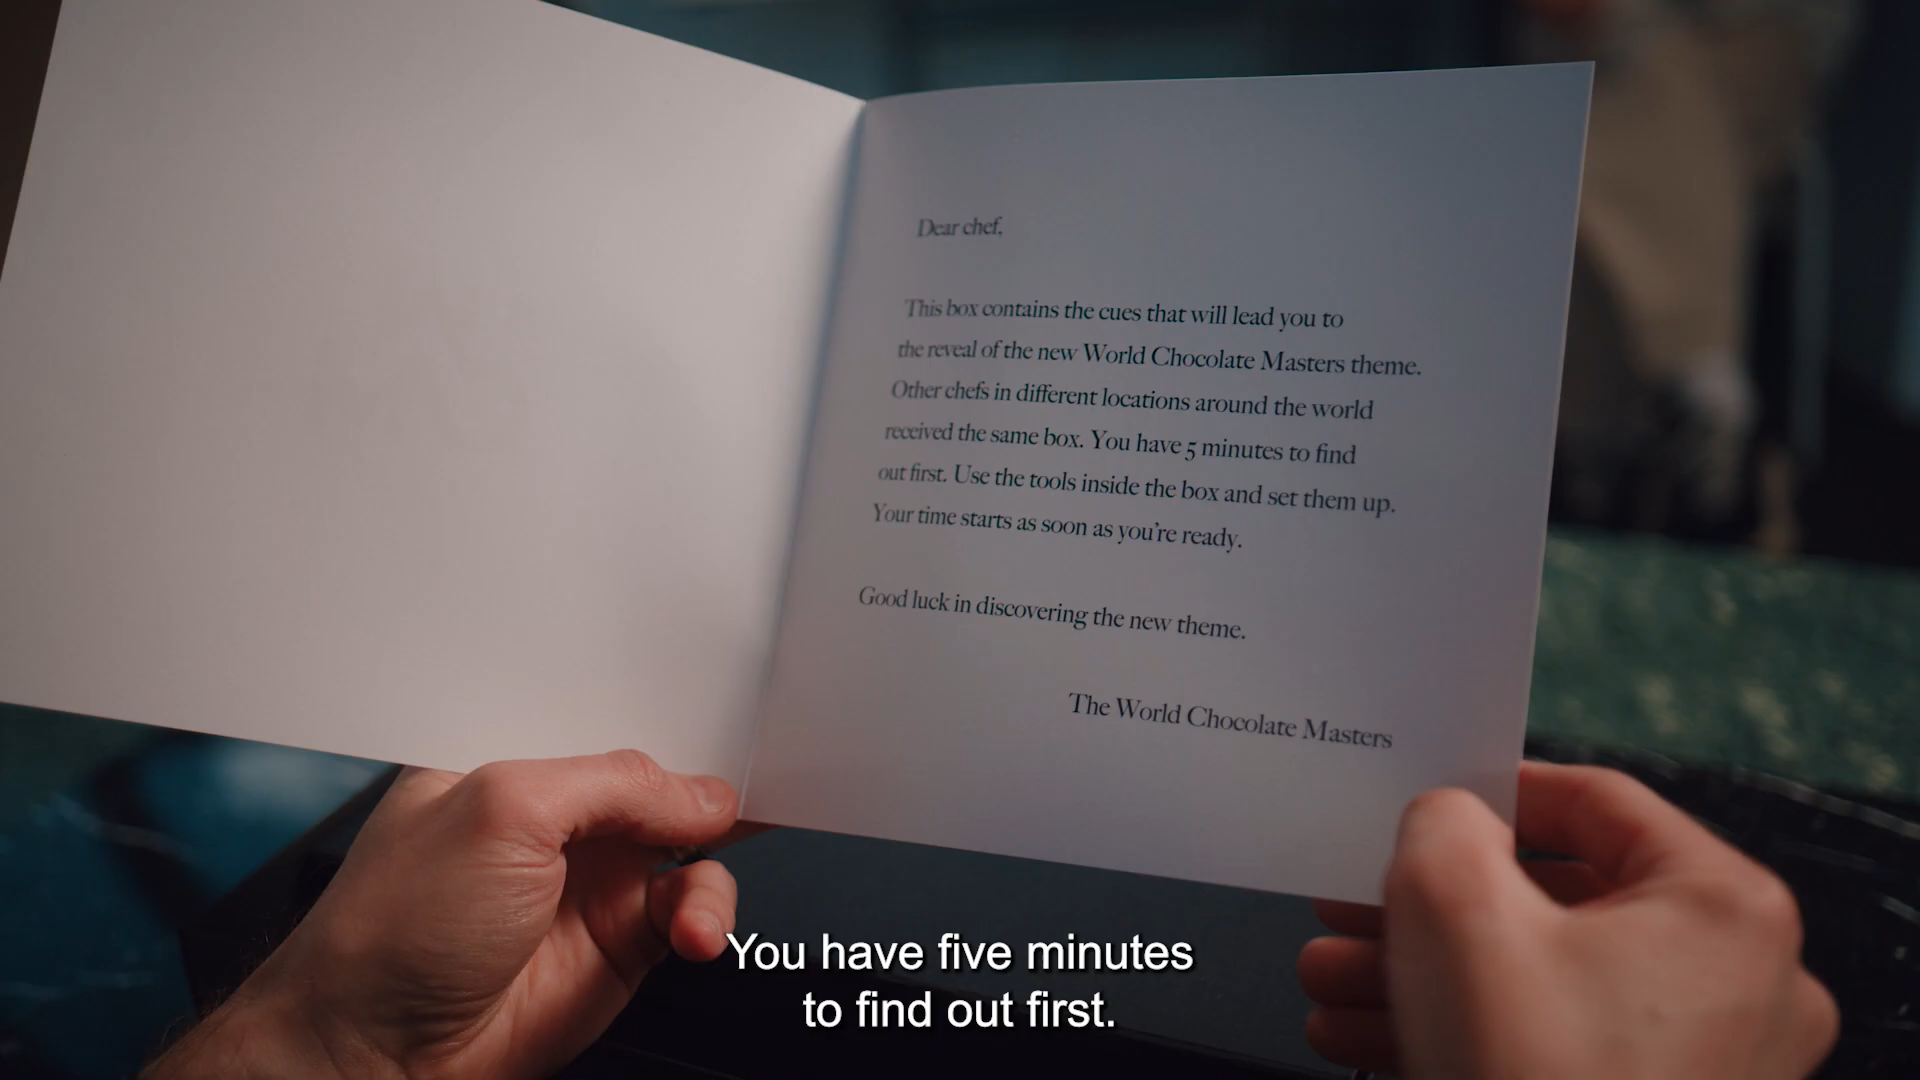 Dear chef,
This box contains the cues that will lead you to
the reveal of the new World Chocolate Masters theme.
Other chefs in different locations around the world
received the same box. You have 5 minutes to find
out first. Use the tools inside the box and set them up.
Your time starts as soon as you're ready.
Good luck in discovering the new theme.
The World Chocolate Masters
You have five minutes
to find out first.